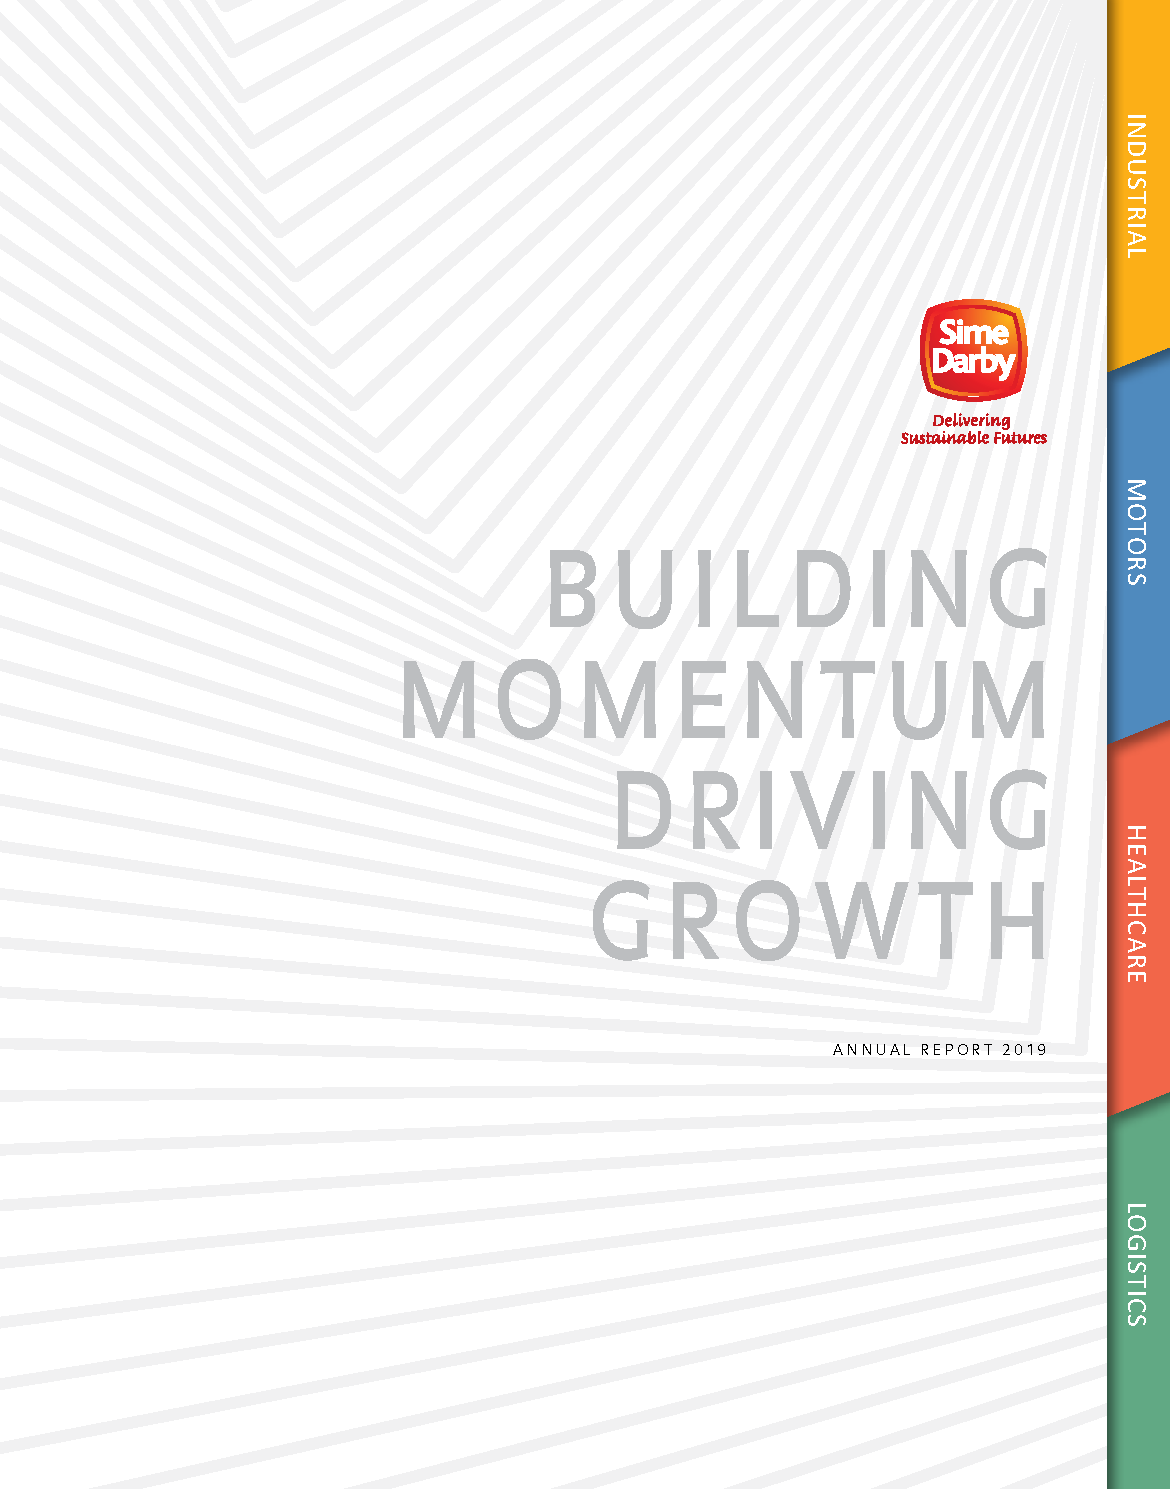 Sime
Darby
Delivering
Sustainable Futures
BUILDING
MOMENTUM
DRIVING
GROWTH
ANNUAL REPORT 2019
INDUSTRIAL
MOTORS
HEALTHCARE
LOGISTICS